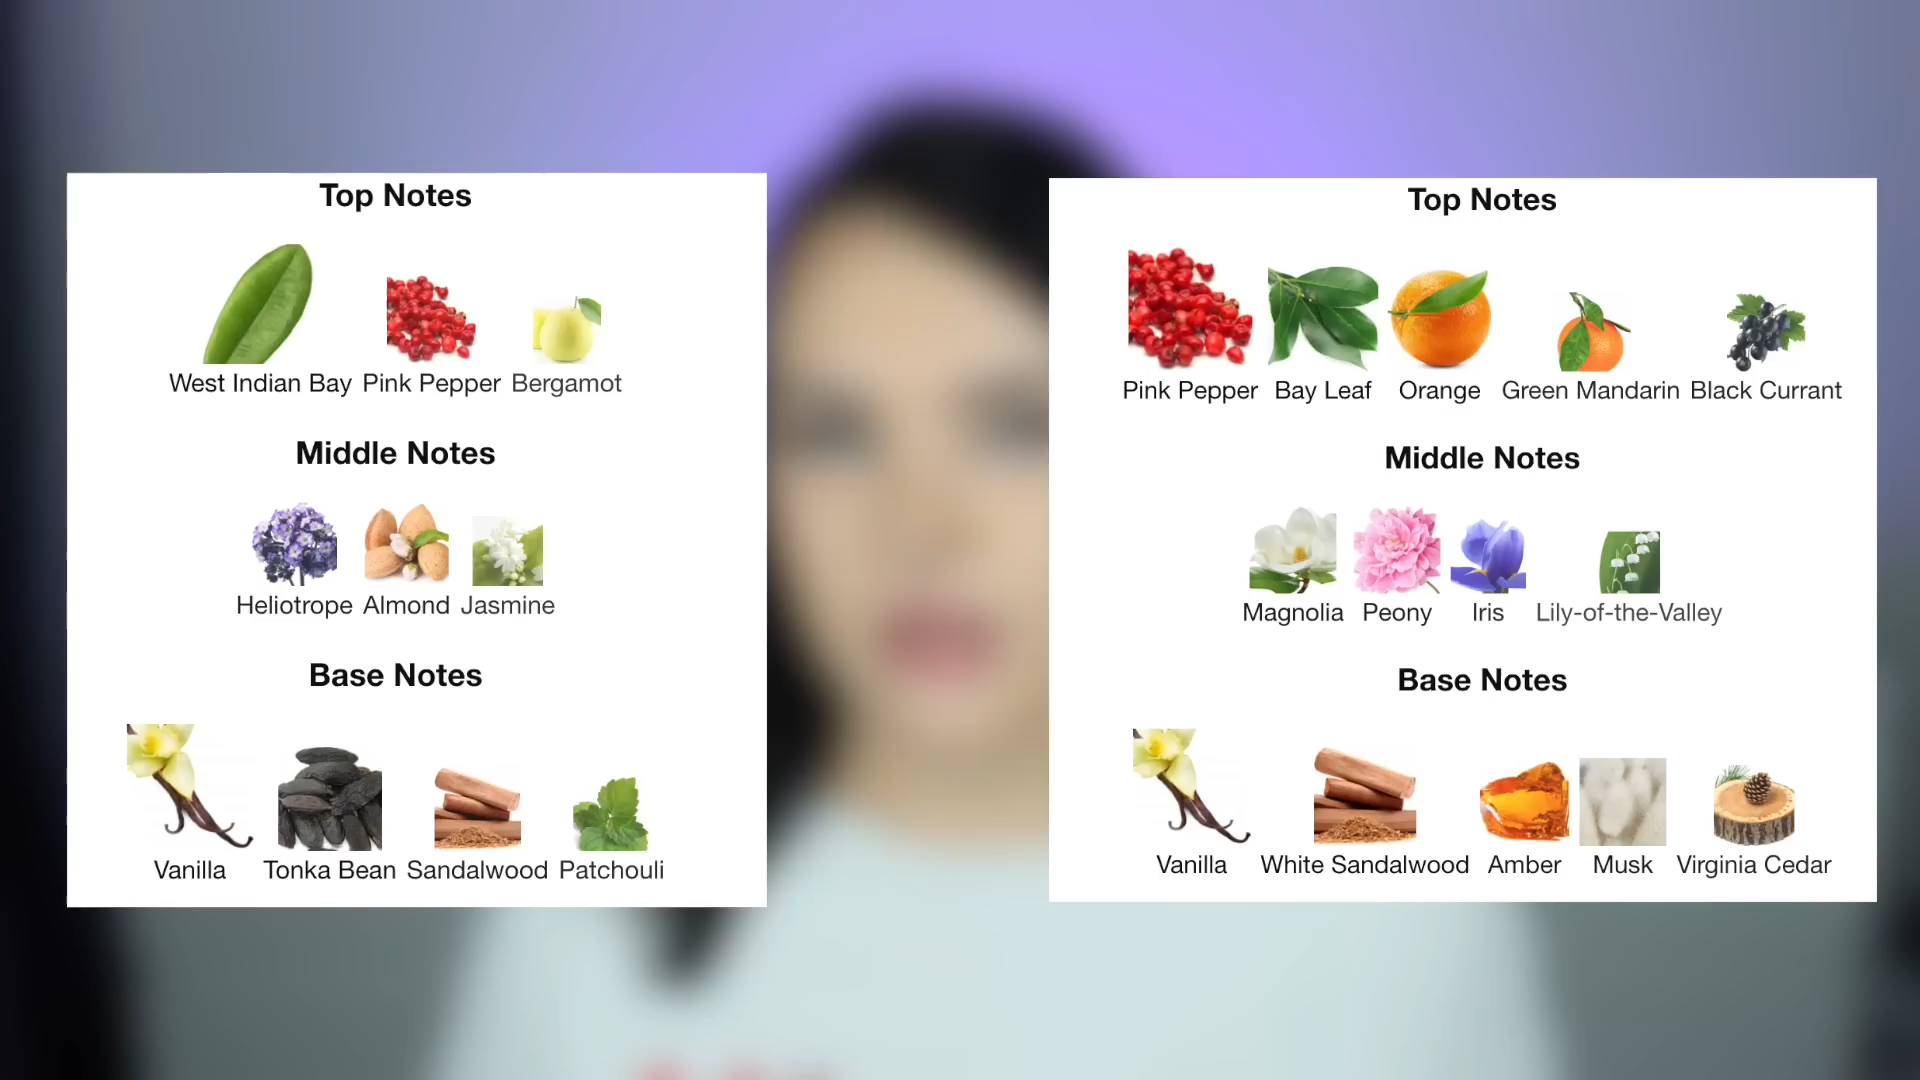 Top Notes
West Indian Bay Pink Pepper Bergamot
Middle Notes
Heliotrope Almond Jasmine
Base Notes
Vanilla Tonka Bean Sandalwood Patchouli
Top Notes
Pink Pepper Bay Leaf Orange Green Mandarin Black Currant
Middle Notes
Magnolia Peony Iris Lily-of-the-Valley
Base Notes
Vanilla White Sandalwood Amber Musk Virginia Cedar